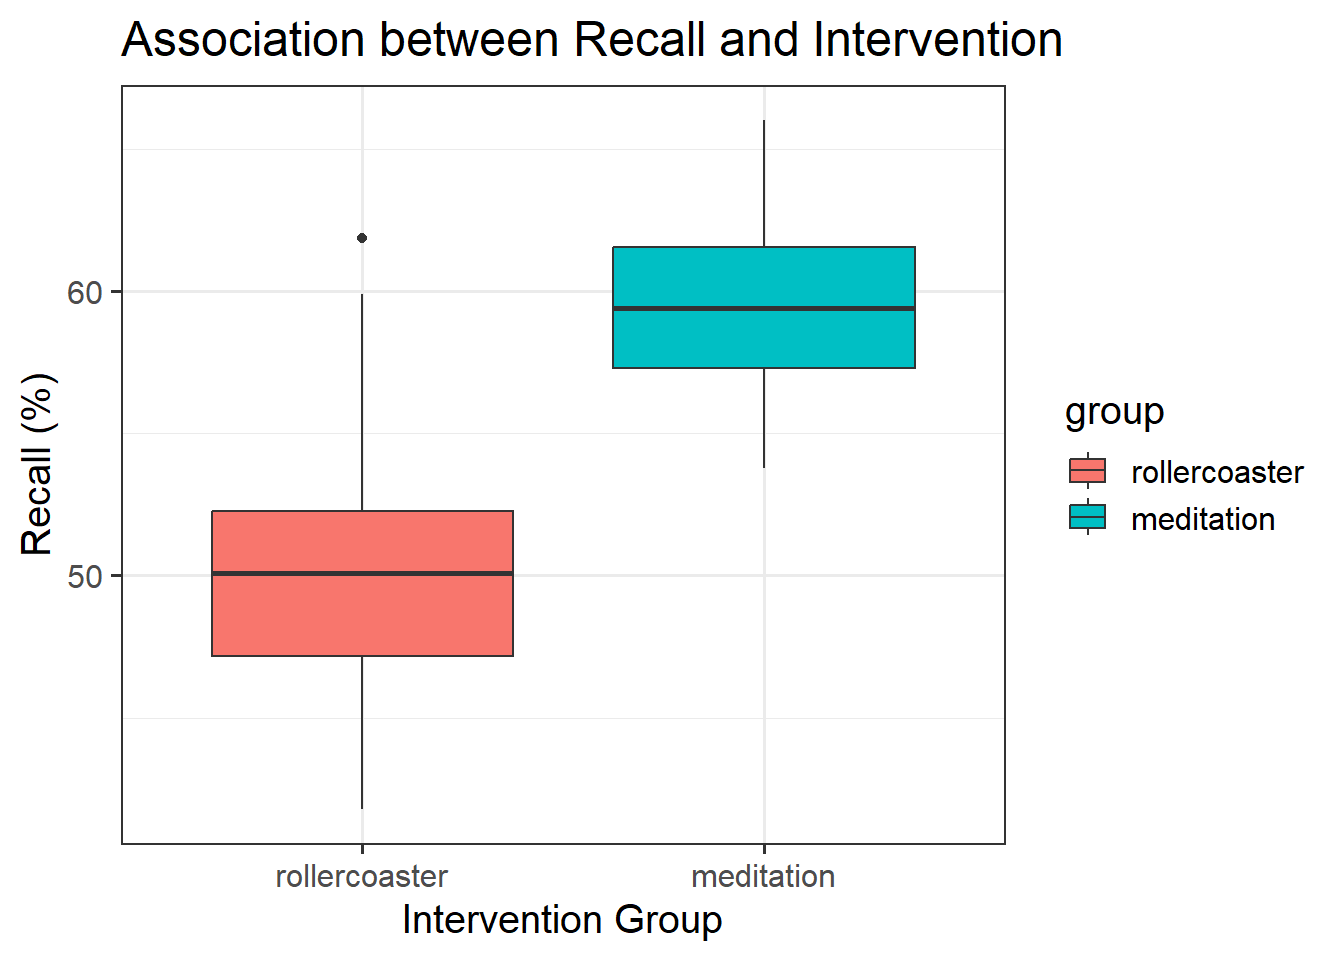 Association between Recall and Intervention
Recall (%)
60
50
rollercoaster
meditation
Intervention Group
group
rollercoaster
meditation